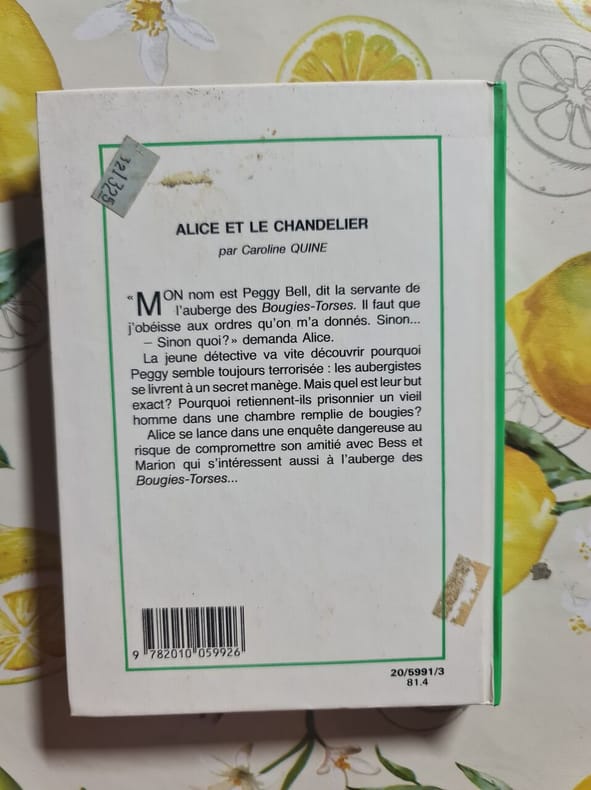 321325
ALICE ET LE CHANDELIER
par Caroline QUINE
« MON nom est Peggy Bell, dit la servante de
l'auberge des Bougies-Torses. Il faut que
j'obéisse aux ordres qu'on m'a donnés. Sinon...
– Sinon quoi? » demanda Alice.
La jeune détective va vite découvrir pourquoi
Peggy semble toujours terrorisée : les aubergistes
se livrent à un secret manège. Mais quel est leur but
exact? Pourquoi retiennent-ils prisonnier un vieil
homme dans une chambre remplie de bougies?
Alice se lance dans une enquête dangereuse au
risque de compromettre son amitié avec Bess et
Marion qui s'intéressent aussi à l'auberge des
Bougies-Torses...
9 782010 059926
20/5991/3
81.4